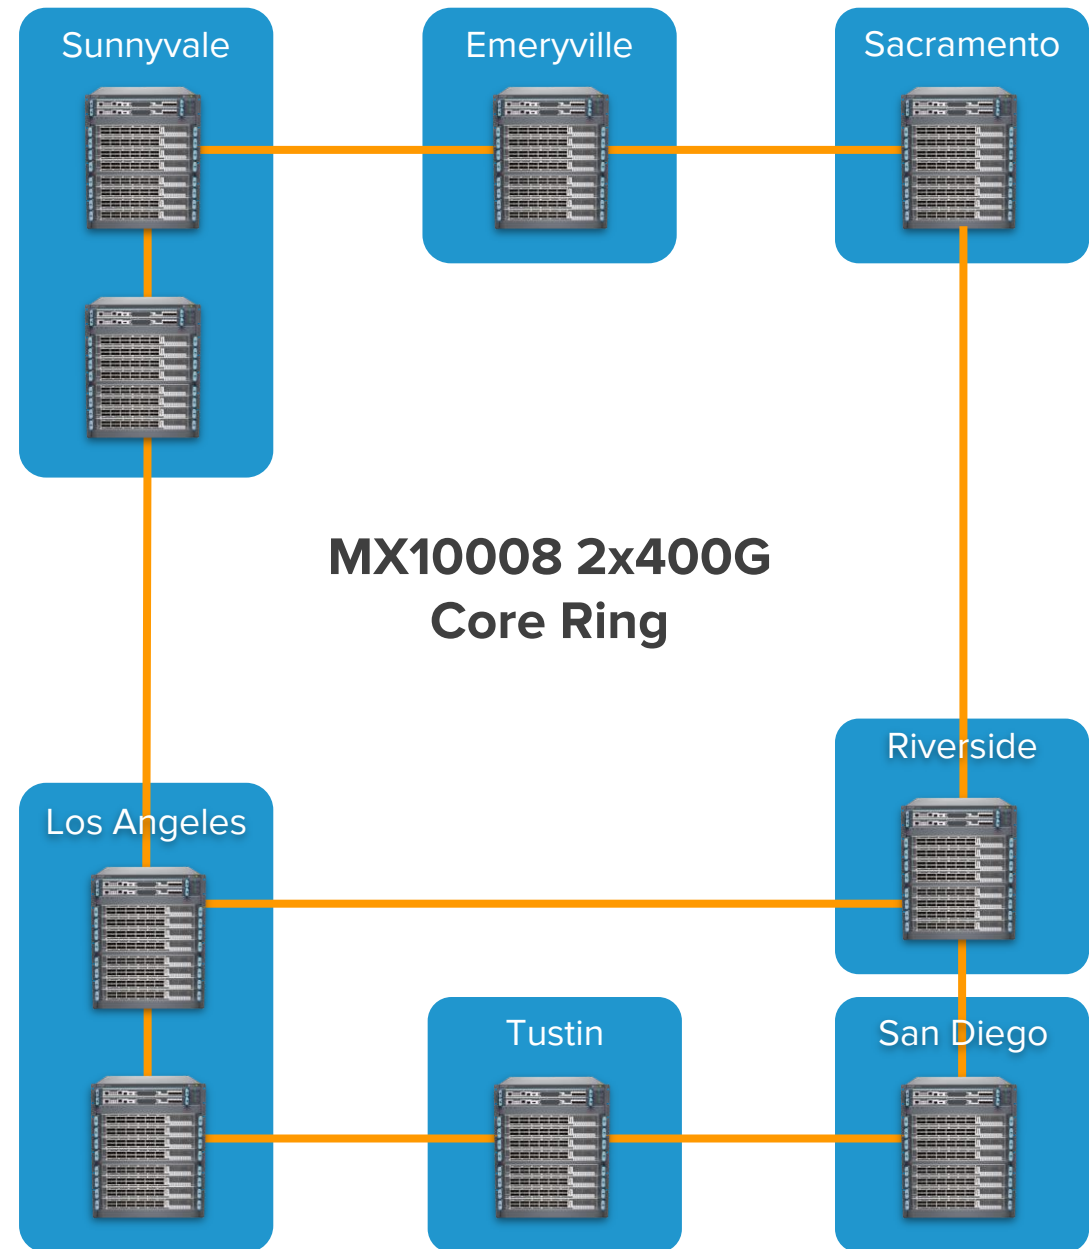 Sunnyvale
Emeryville
Sacramento
MX10008 2x400G
Core Ring
Riverside
Los Angeles
Tustin
San Diego